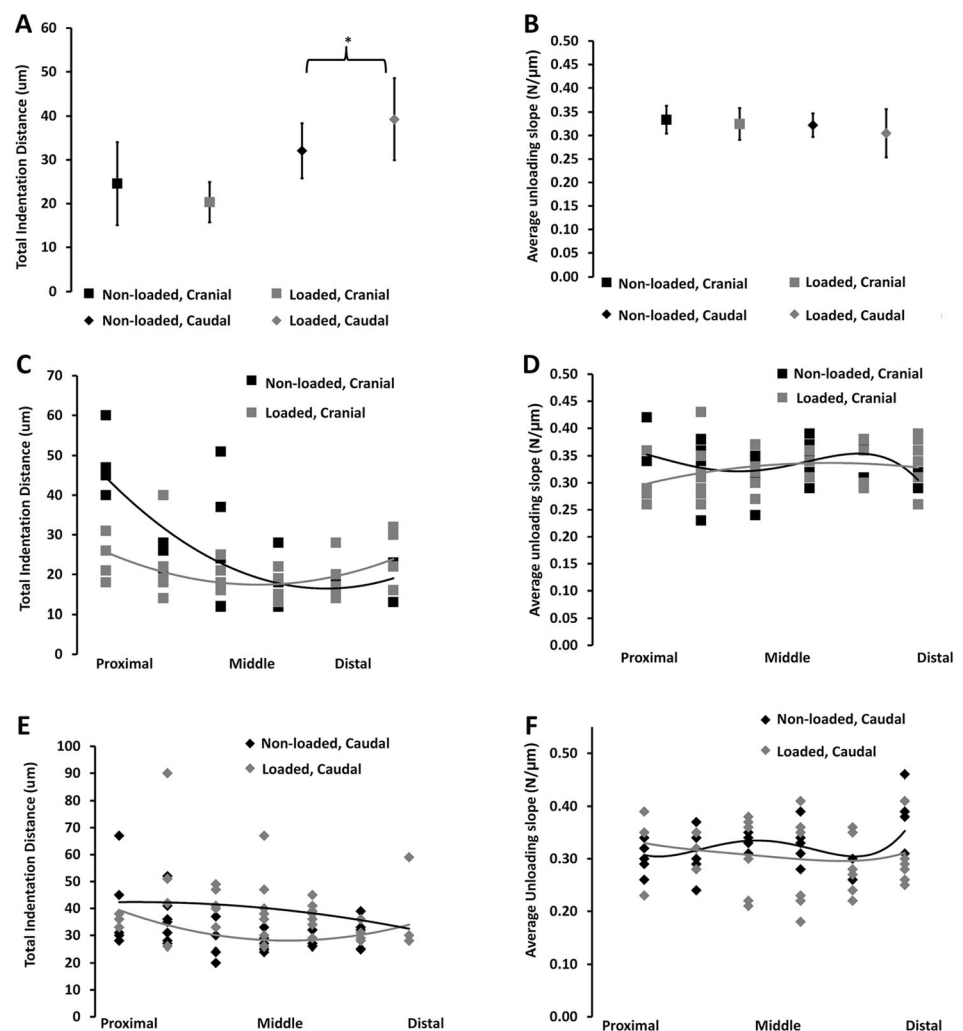 A
60
50
40
30
20
10
0
Total Indentation Distance (um)
*
Non-loaded, Cranial
Loaded, Cranial
Non-loaded, Caudal
Loaded, Caudal
B
0.50
0.45
0.40
0.35
0.30
0.25
0.20
0.15
0.10
0.05
0.00
Average unloading slope (N/µm)
Non-loaded, Cranial
Loaded, Cranial
Non-loaded, Caudal
Loaded, Caudal
C
70
60
50
40
30
20
10
0
Total Indentation Distance (um)
Non-loaded, Cranial
Loaded, Cranial
Proximal
Middle
Distal
D
0.50
0.45
0.40
0.35
0.30
0.25
0.20
0.15
0.10
0.05
0.00
Average unloading slope (N/µm)
Non-loaded, Cranial
Loaded, Cranial
Proximal
Middle
Distal
E
100
90
80
70
60
50
40
30
20
10
0
Total Indentation Distance (um)
Non-loaded, Caudal
Loaded, Caudal
Proximal
Middle
Distal
F
0.50
0.40
0.30
0.20
0.10
0.00
Average Unloading slope (N/µm)
Non-loaded, Caudal
Loaded, Caudal
Proximal
Middle
Distal